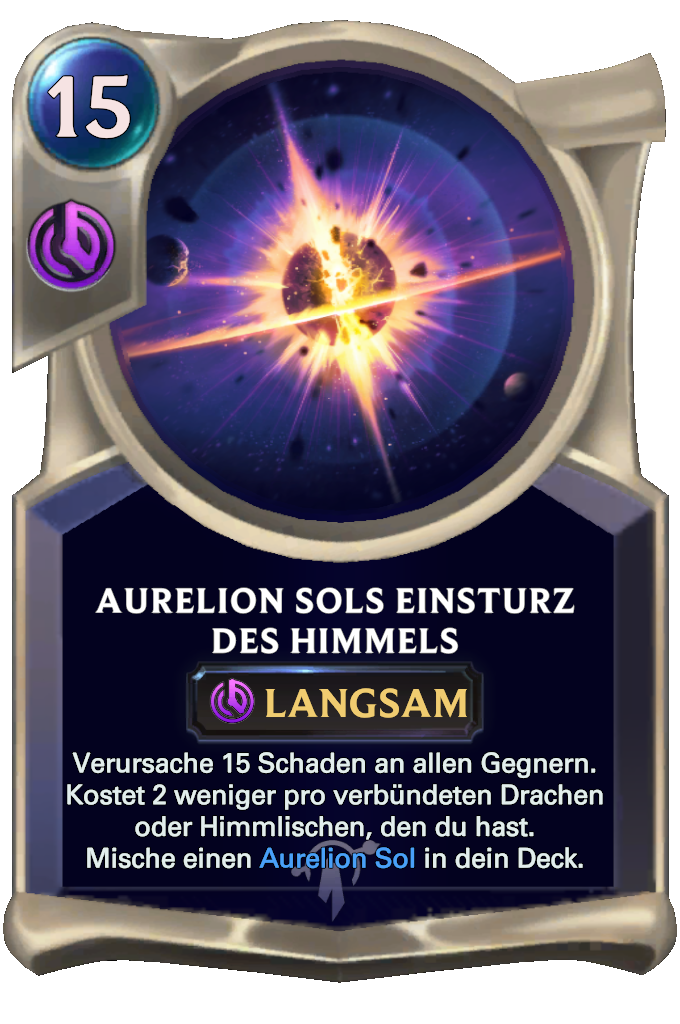 15
AURELION SOLS EINSTURZ
DES HIMMELS
LANGSAM
Verursache 15 Schaden an allen Gegnern.
Kostet 2 weniger pro verbündeten Drachen
oder Himmlischen, den du hast.
Mische einen Aurelion Sol in dein Deck.